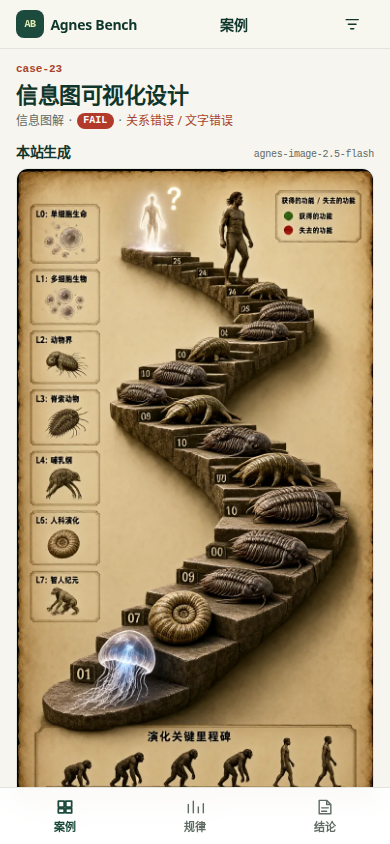 AB
Agnes Bench
案例
case-23
信息图可视化设计
信息图解 · FAIL · 关系错误 / 文字错误
本站生成
agnes-image-2.5-flash
L0: 单细胞生命
L1: 多细胞生物
L2: 动物界
L3: 脊索动物
L4: 哺乳纲
L5: 人科演化
L7: 智人纪元
?
获得的功能 / 失去的功能
获得的功能
失去的功能
25
24
10
09
10
10
00
09
07
01
演化关键里程碑
案例
规律
结论